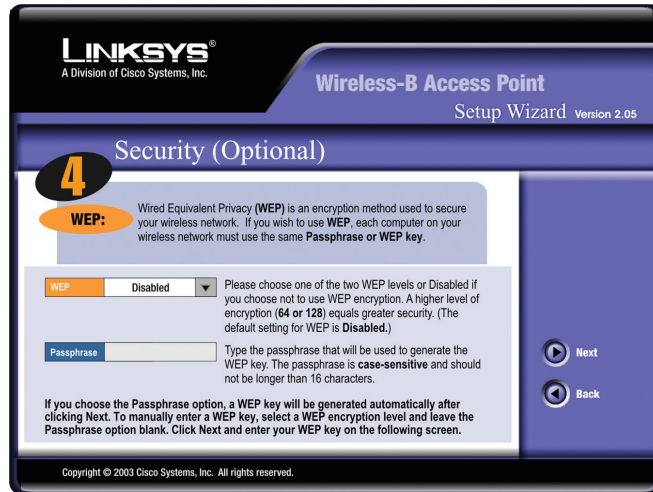 LINKSYS®
A Division of Cisco Systems, Inc.
Wireless-B Access Point
Setup Wizard Version 2.05
4
Security (Optional)
WEP:
Wired Equivalent Privacy (WEP) is an encryption method used to secure
your wireless network. If you wish to use WEP, each computer on your
wireless network must use the same Passphrase or WEP key.
WEP
Disabled
Please choose one of the two WEP levels or Disabled if
you choose not to use WEP encryption. A higher level of
encryption (64 or 128) equals greater security. (The
default setting for WEP is Disabled.)
Passphrase
Type the passphrase that will be used to generate the
WEP key. The passphrase is case-sensitive and should
not be longer than 16 characters.
If you choose the Passphrase option, a WEP key will be generated automatically after
clicking Next. To manually enter a WEP key, select a WEP encryption level and leave the
Passphrase option blank. Click Next and enter your WEP key on the following screen.
Next
Back
Copyright © 2003 Cisco Systems, Inc. All rights reserved.